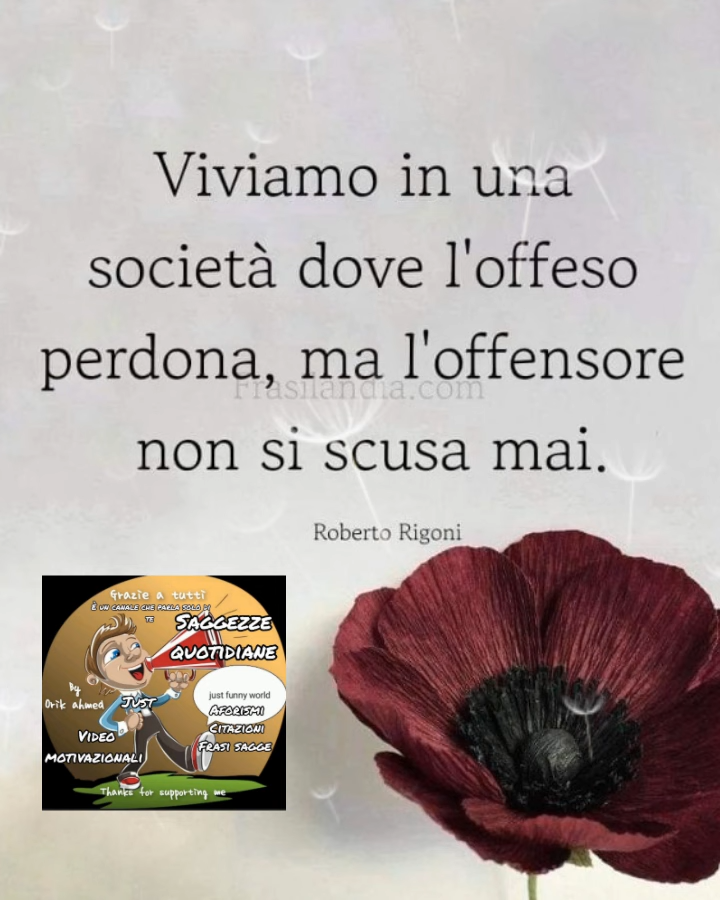 Viviamo in una
società dove l'offeso
perdona, ma l'offensore
Frasilandia.com
non si scusa mai.
Roberto Rigoni
Grazie a tutti
È UN CANALE CHE PARLA SOLO DI
TE
SAGGEZZE
QUOTIDIANE
just funny world
By
Orik ahmed
JUST
AFORISMI
CITAZIONI
FRASI SAGGE
VIDEO
MOTIVAZIONALI
Thanks for supporting me